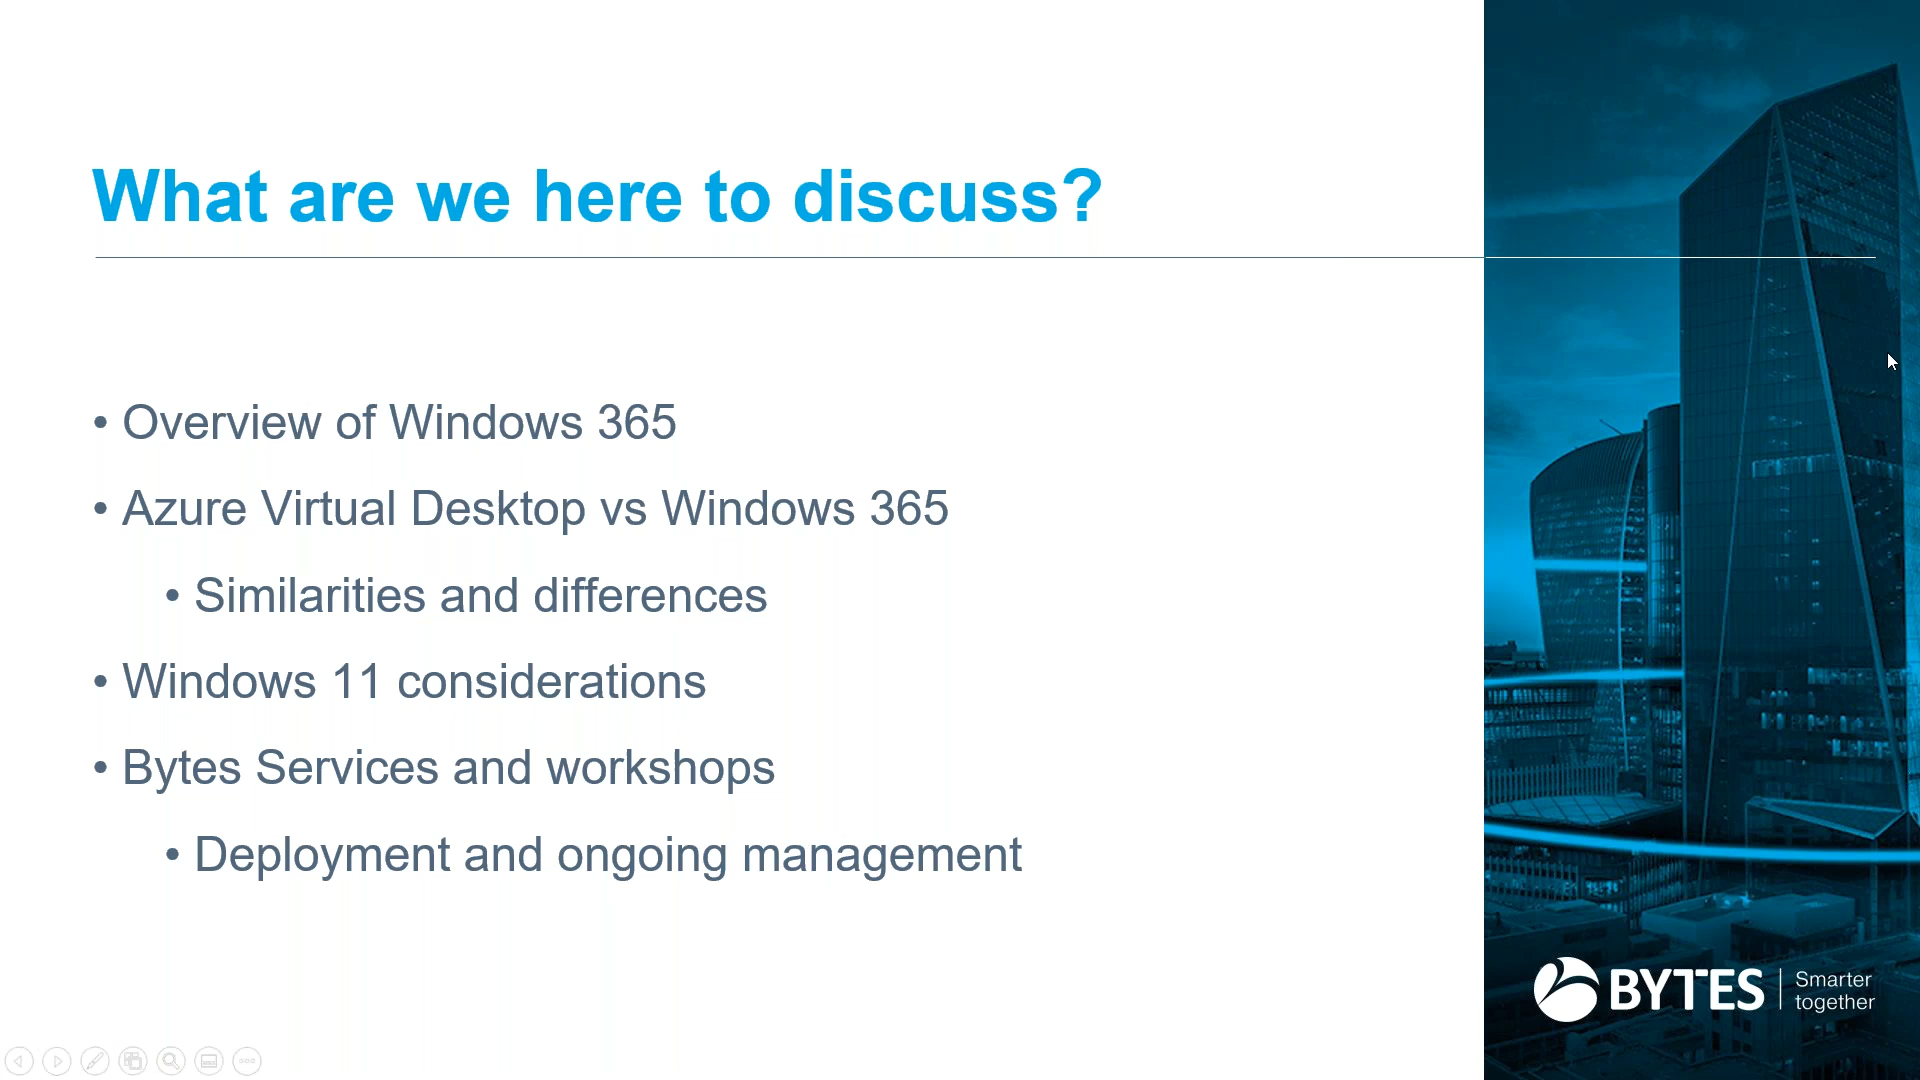 What are we here to discuss?
• Overview of Windows 365
• Azure Virtual Desktop vs Windows 365
• Similarities and differences
• Windows 11 considerations
• Bytes Services and workshops
• Deployment and ongoing management
BYTES
Smarter
together